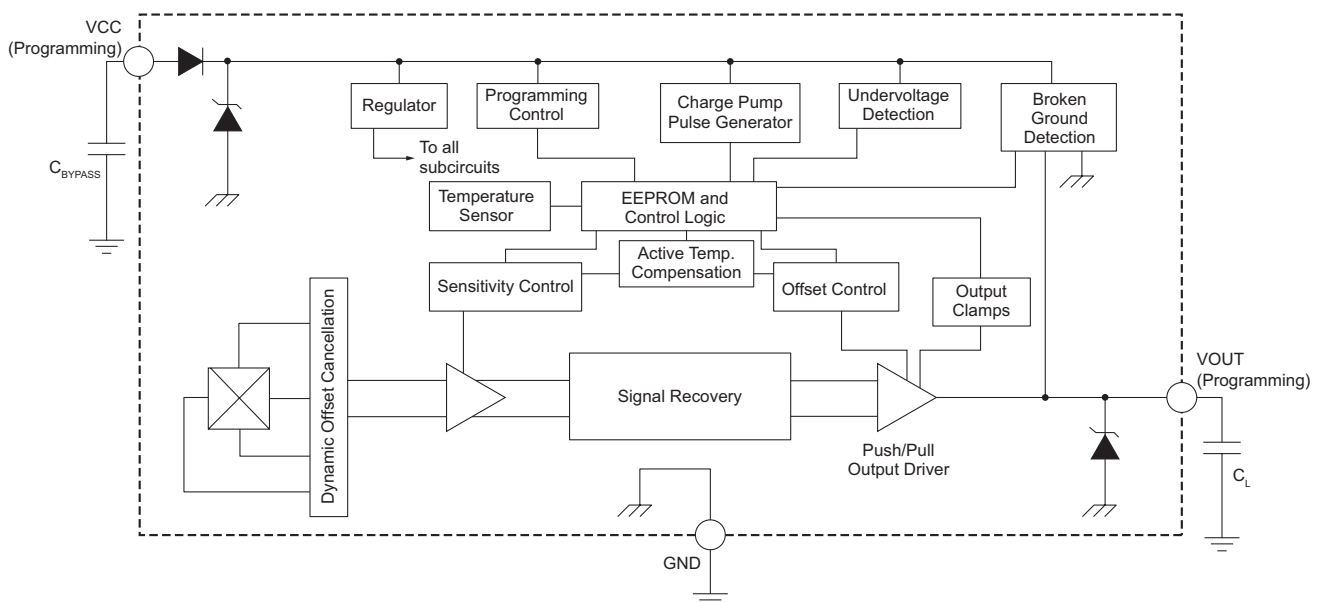 VCC
(Programming)
Regulator
Programming
Control
Charge Pump
Pulse Generator
Undervoltage
Detection
Broken
Ground
Detection
To all
subcircuits
C_BYPASS
Temperature
Sensor
EEPROM and
Control Logic
Active Temp.
Compensation
Sensitivity Control
Offset Control
Output
Clamps
Dynamic Offset Cancellation
Signal Recovery
VOUT
(Programming)
Push/Pull
Output Driver
C_L
GND